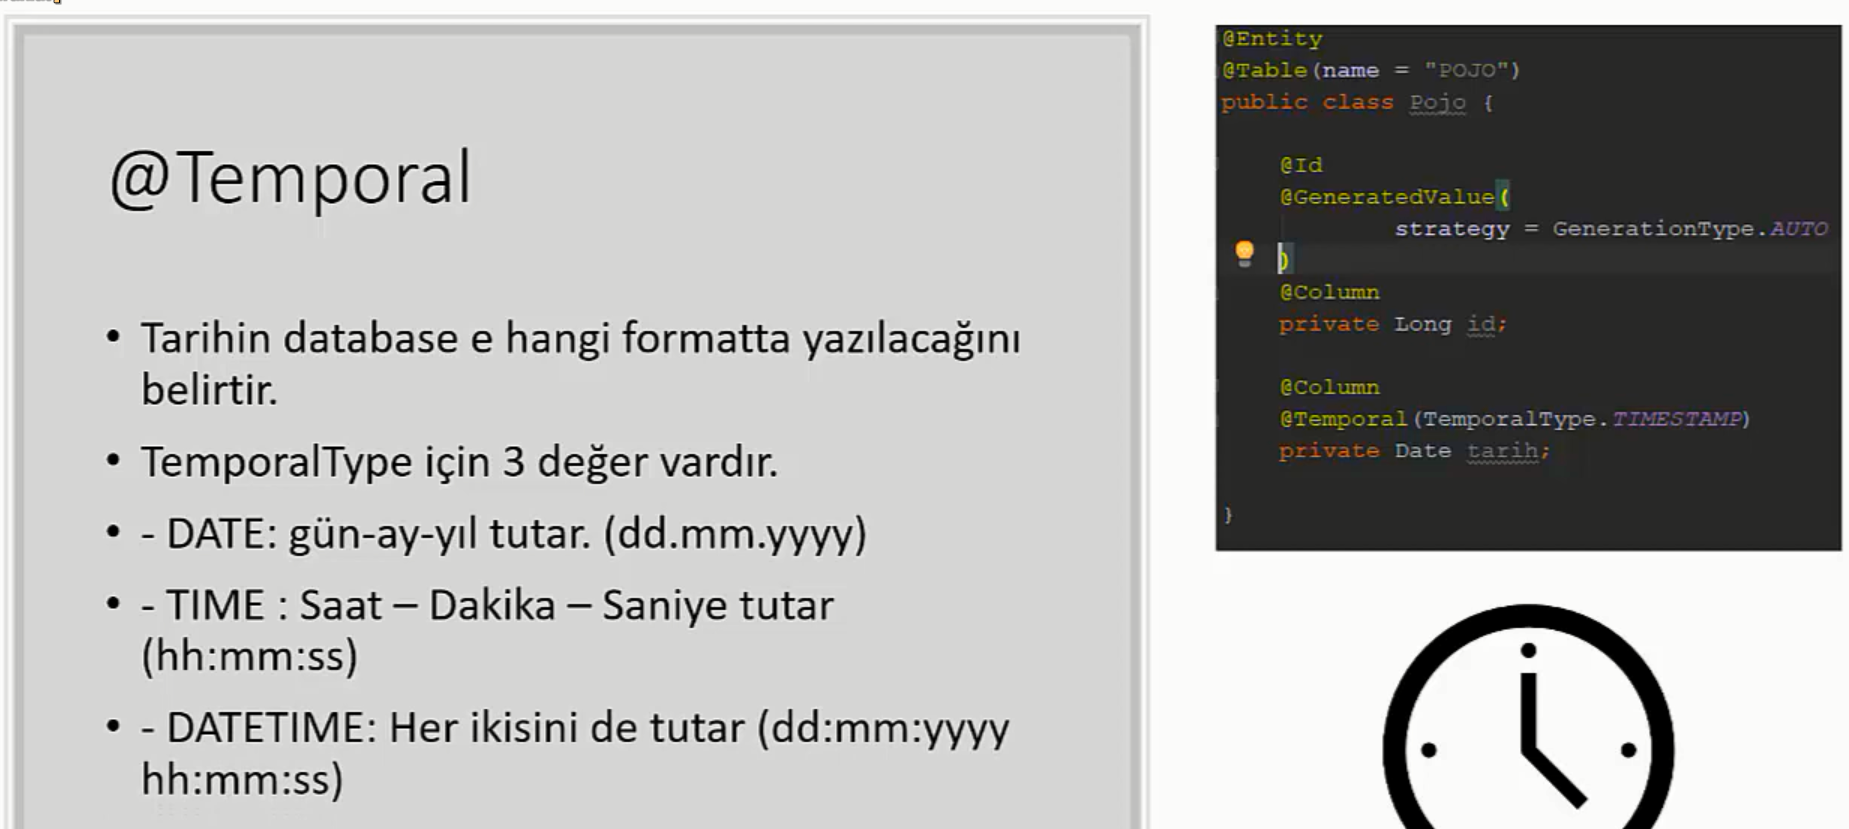 @Temporal
• Tarihin database e hangi formatta yazılacağını
belirtir.
• TemporalType için 3 değer vardır.
• - DATE: gün-ay-yıl tutar. (dd.mm.yyyy)
• - TIME : Saat – Dakika – Saniye tutar
(hh:mm:ss)
• - DATETIME: Her ikisini de tutar (dd:mm:yyyy
hh:mm:ss)
@Entity
@Table(name = "POJO")
public class Pojo {
@Id
@GeneratedValue(
strategy = GenerationType.AUTO
)
@Column
private Long id;
@Column
@Temporal(TemporalType.TIMESTAMP)
private Date tarih;
}